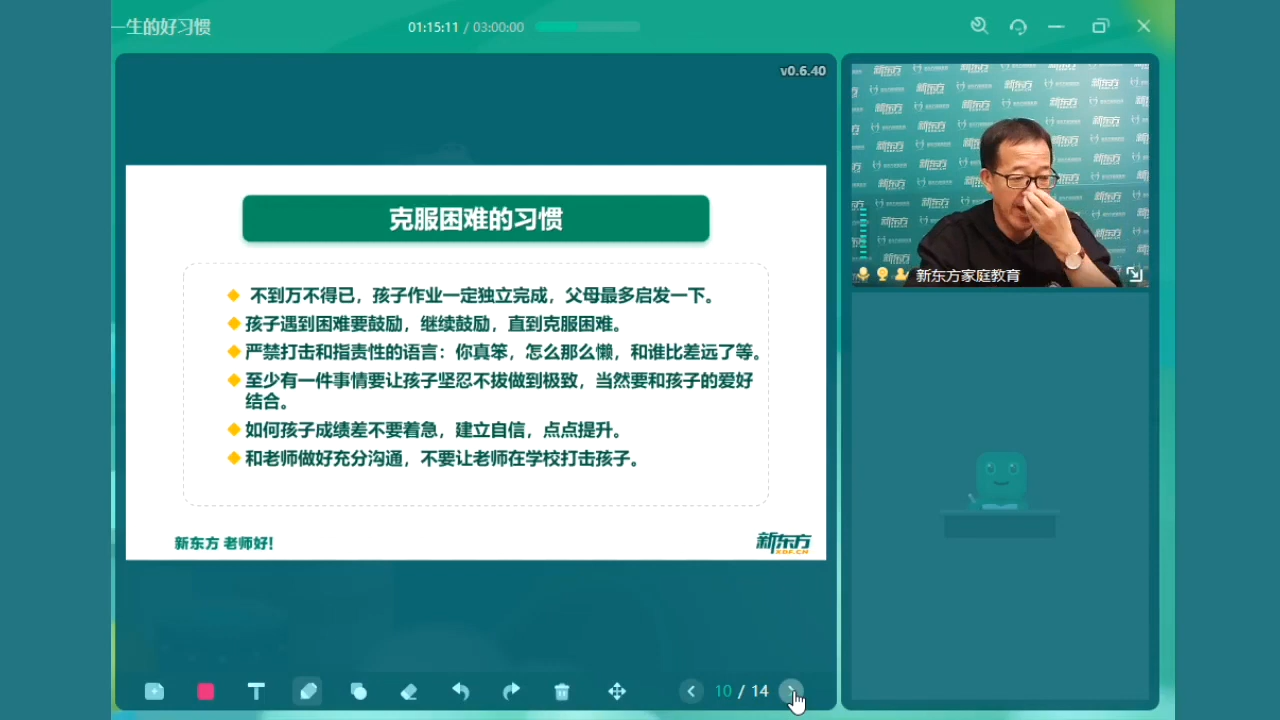 一生的好习惯
01:15:11 / 03:00:00
v0.6.40
克服困难的习惯
不到万不得已，孩子作业一定独立完成，父母最多启发一下。
孩子遇到困难要鼓励，继续鼓励，直到克服困难。
严禁打击和指责性的语言：你真笨，怎么那么懒，和谁比差远了等。
至少有一件事情要让孩子坚忍不拔做到极致，当然要和孩子的爱好
结合。
如何孩子成绩差不要着急，建立自信，点点提升。
和老师做好充分沟通，不要让老师在学校打击孩子。
新东方 老师好！
新东方
XDF.CN
新东方家庭教育
10 / 14